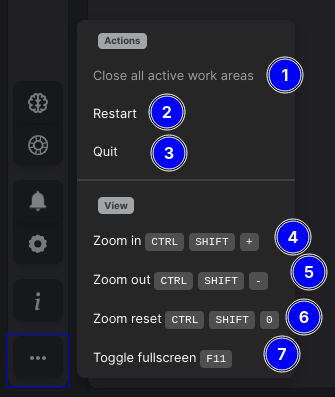 Actions
Close all active work areas 1
Restart 2
Quit 3
View
Zoom in CTRL SHIFT + 4
Zoom out CTRL SHIFT - 5
Zoom reset CTRL SHIFT 0 6
Toggle fullscreen F11 7
i